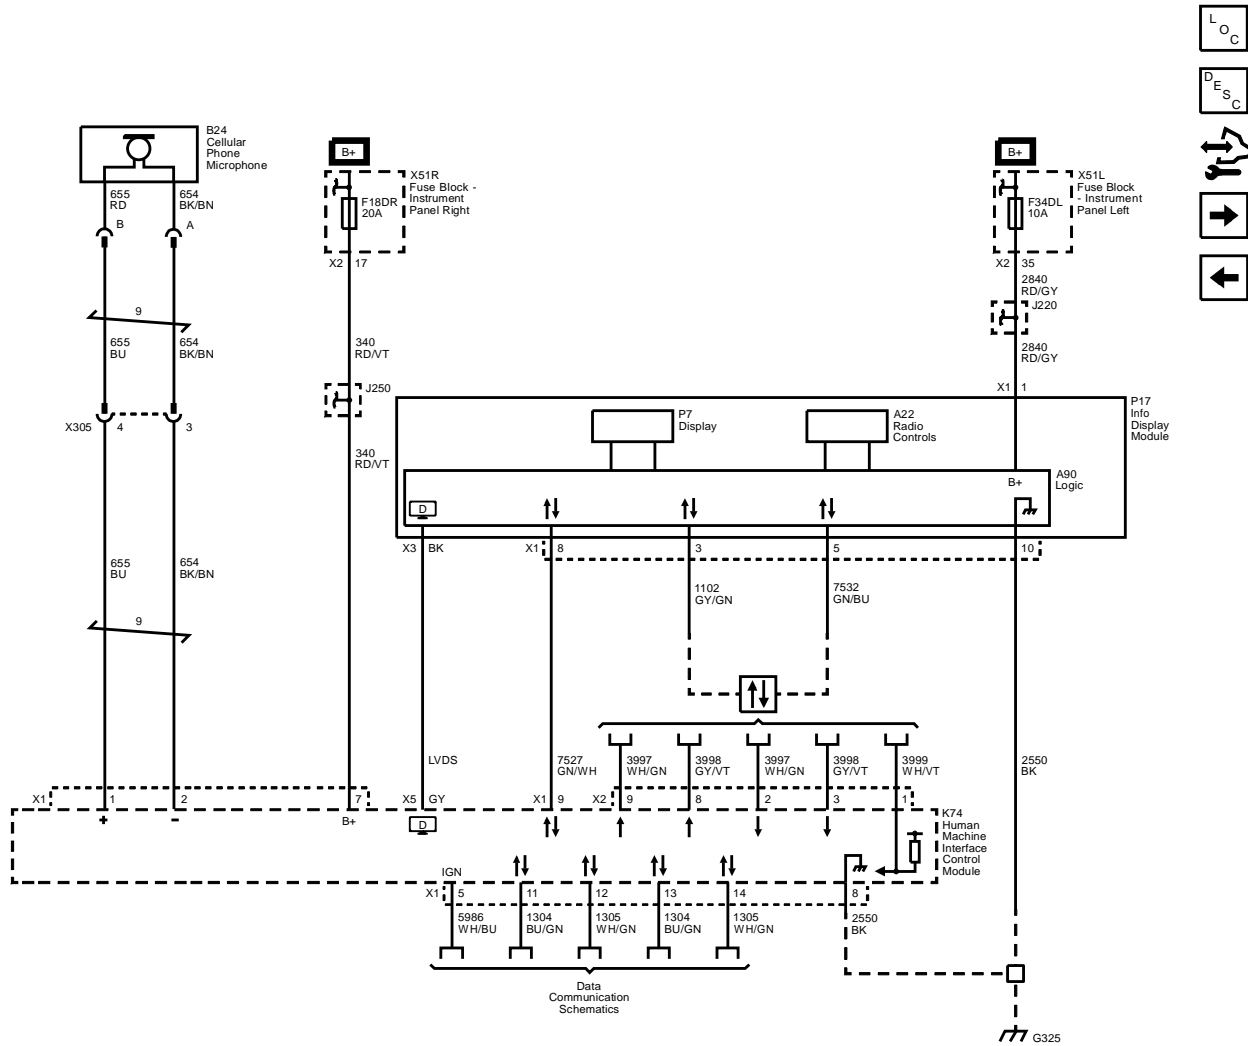 L
O
C
D
E
S
C
B24
Cellular
Phone
Microphone
655
RD
654
BK/BN
B
A
9
655
BU
654
BK/BN
X305
4
3
655
BU
654
BK/BN
9
B+
X51R
Fuse Block -
Instrument
Panel Right
F18DR
20A
X2
17
340
RD/VT
J250
340
RD/VT
B+
X51L
Fuse Block
- Instrument
Panel Left
F34DL
10A
X2
35
2840
RD/GY
J220
2840
RD/GY
X1
1
P17
Info
Display
Module
P7
Display
A22
Radio
Controls
A90
Logic
B+
D
X3
BK
X1
8
3
5
10
1102
GY/GN
7532
GN/BU
LVDS
7527
GN/WH
3997
WH/GN
3998
GY/VT
3997
WH/GN
3998
GY/VT
3999
WH/VT
2550
BK
X1
1
2
7
X5
GY
X1
9
X2
9
8
2
3
1
+
-
B+
D
K74
Human
Machine
Interface
Control
Module
IGN
X1
5
11
12
13
14
8
5986
WH/BU
1304
BU/GN
1305
WH/GN
1304
BU/GN
1305
WH/GN
2550
BK
Data
Communication
Schematics
G325